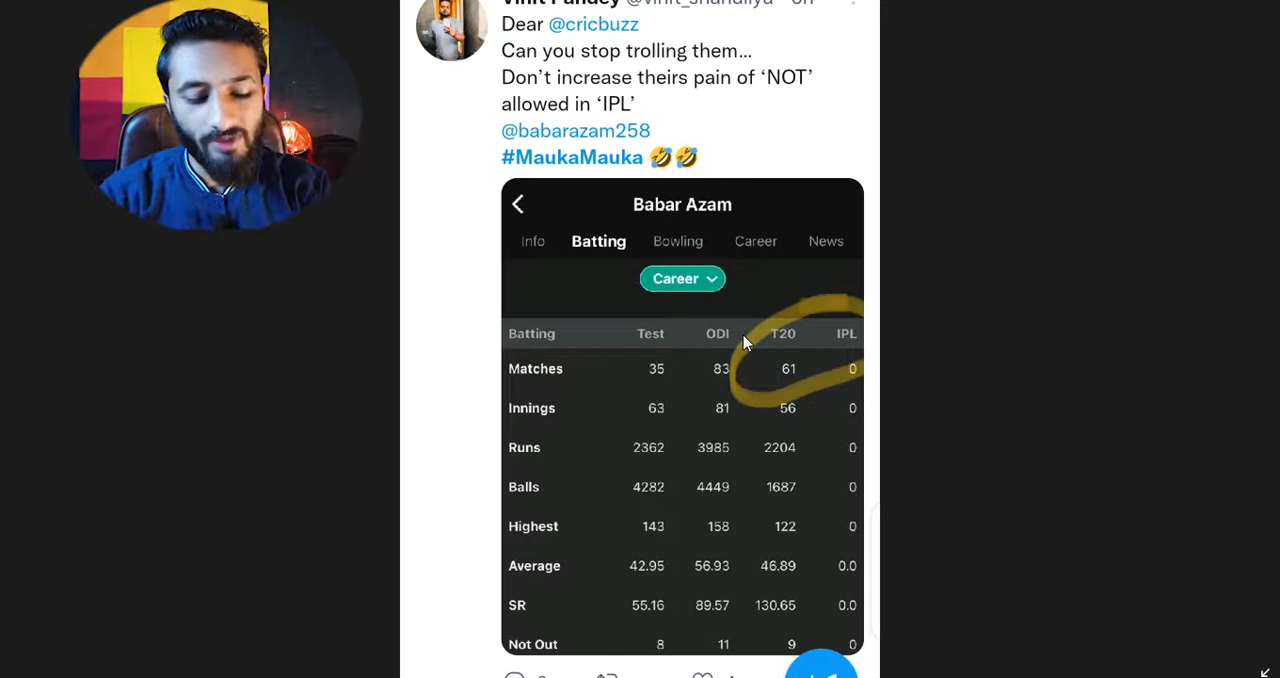 Vinit Pandey @vinit_shandilya · 6h
Dear @cricbuzz
Can you stop trolling them...
Don't increase theirs pain of ‘NOT’
allowed in ‘IPL’
@babarazam258
#MaukaMauka 🤣🤣
Babar Azam
Info Batting Bowling Career News
Career
Batting Test ODI T20 IPL
Matches 35 83 61 0
Innings 63 81 56 0
Runs 2362 3985 2204 0
Balls 4282 4449 1687 0
Highest 143 158 122 0
Average 42.95 56.93 46.89 0.0
SR 55.16 89.57 130.65 0.0
Not Out 8 11 9 0